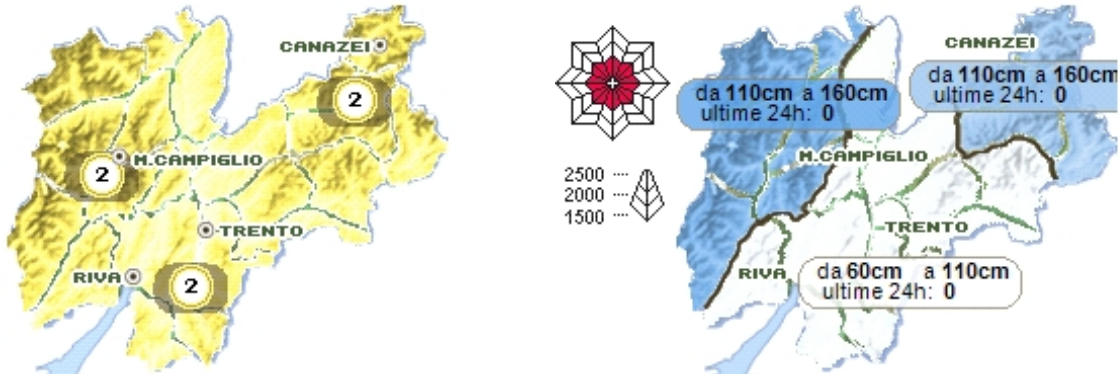 CANAZEI
2
M.CAMPIGLIO
2
TRENTO
RIVA
2
2500
2000
1500
CANAZEI
da 110cm a 160cm
ultime 24h: 0
da 110cm a 160cm
ultime 24h: 0
M.CAMPIGLIO
TRENTO
RIVA
da 60cm a 110cm
ultime 24h: 0